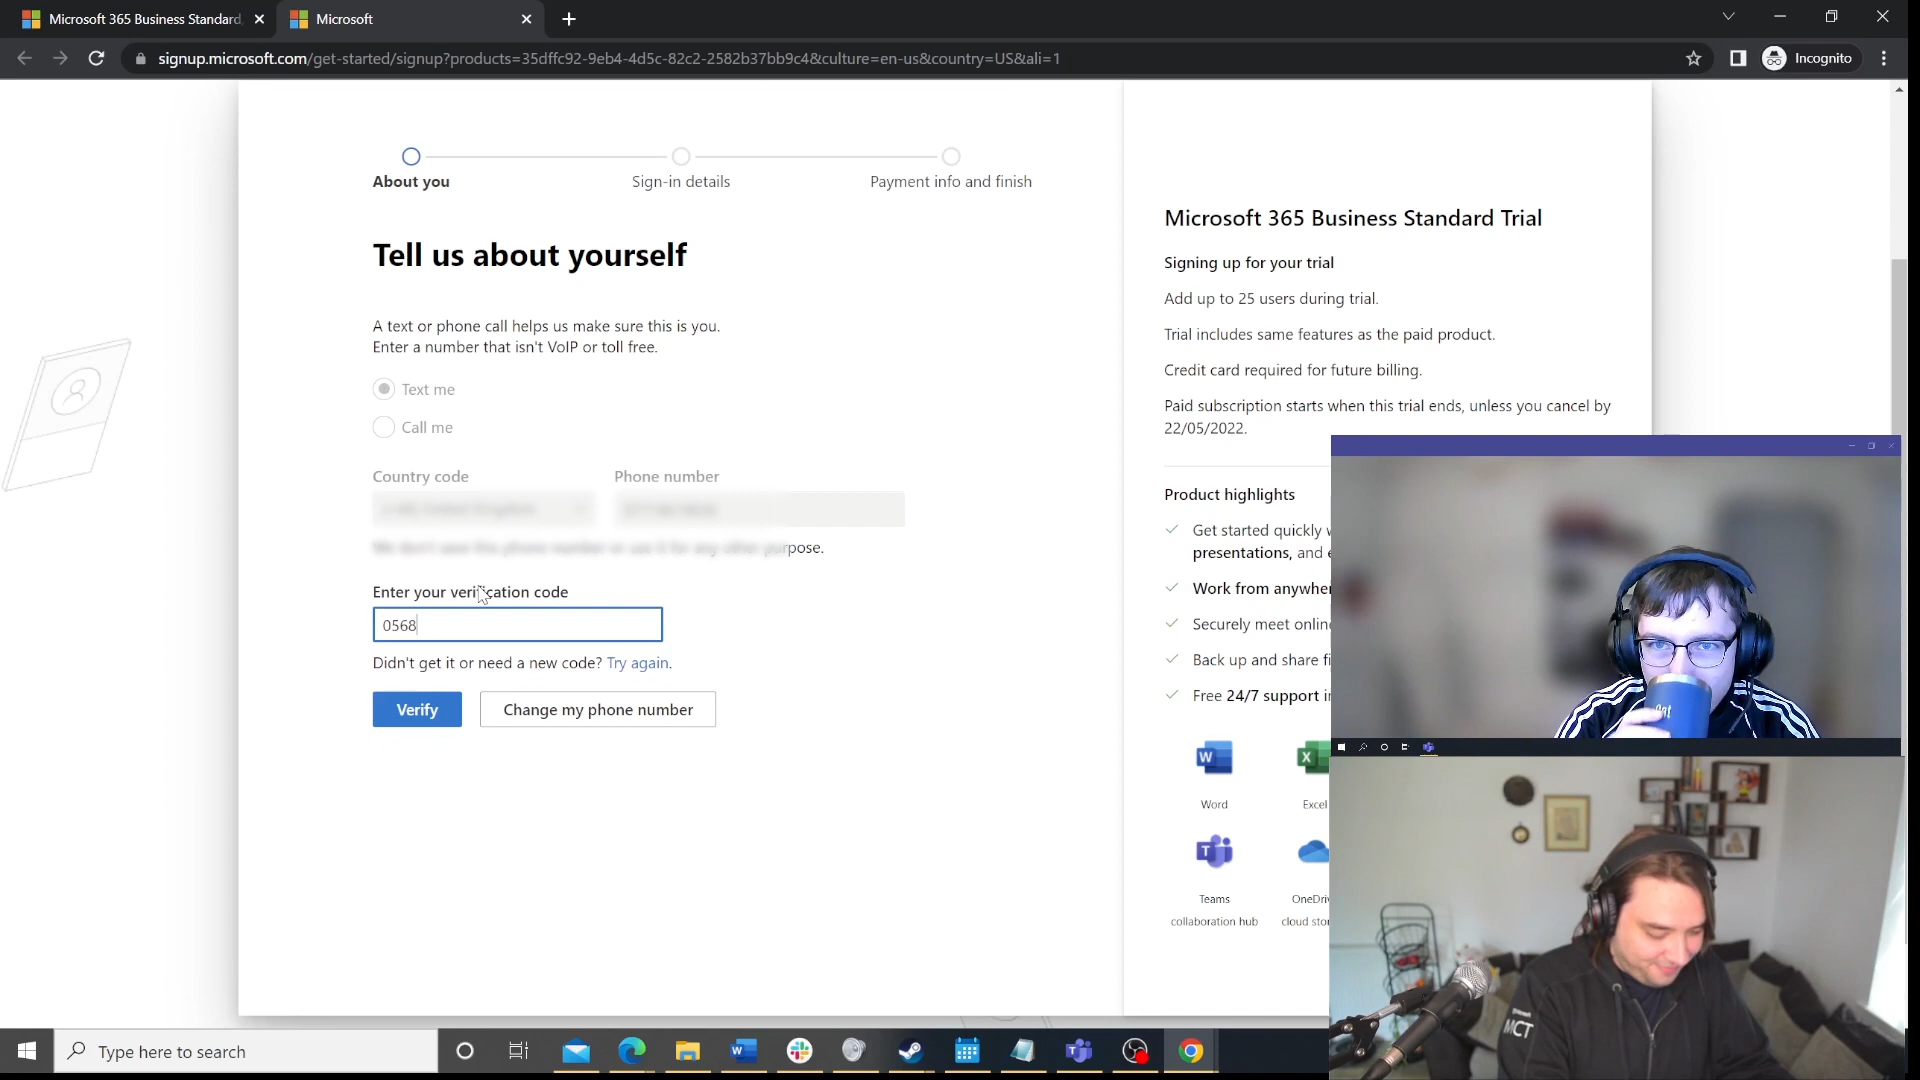 Microsoft 365 Business Standard,
Microsoft
signup.microsoft.com/get-started/signup?products=35dffc92-9eb4-4d5c-82c2-2582b37bb9c4&culture=en-us&country=US&ali=1
Incognito
About you
Sign-in details
Payment info and finish
Tell us about yourself
A text or phone call helps us make sure this is you.
Enter a number that isn't VoIP or toll free.
Text me
Call me
Country code
Phone number
purpose.
Enter your verification code
0568
Didn't get it or need a new code? Try again.
Verify
Change my phone number
Microsoft 365 Business Standard Trial
Signing up for your trial
Add up to 25 users during trial.
Trial includes same features as the paid product.
Credit card required for future billing.
Paid subscription starts when this trial ends, unless you cancel by
22/05/2022.
Product highlights
Get started quickly
presentations, and
Work from anywher
Securely meet onlin
Back up and share fi
Free 24/7 support i
Word
Excel
Teams
OneDriv
collaboration hub
cloud stor
MCT
Type here to search